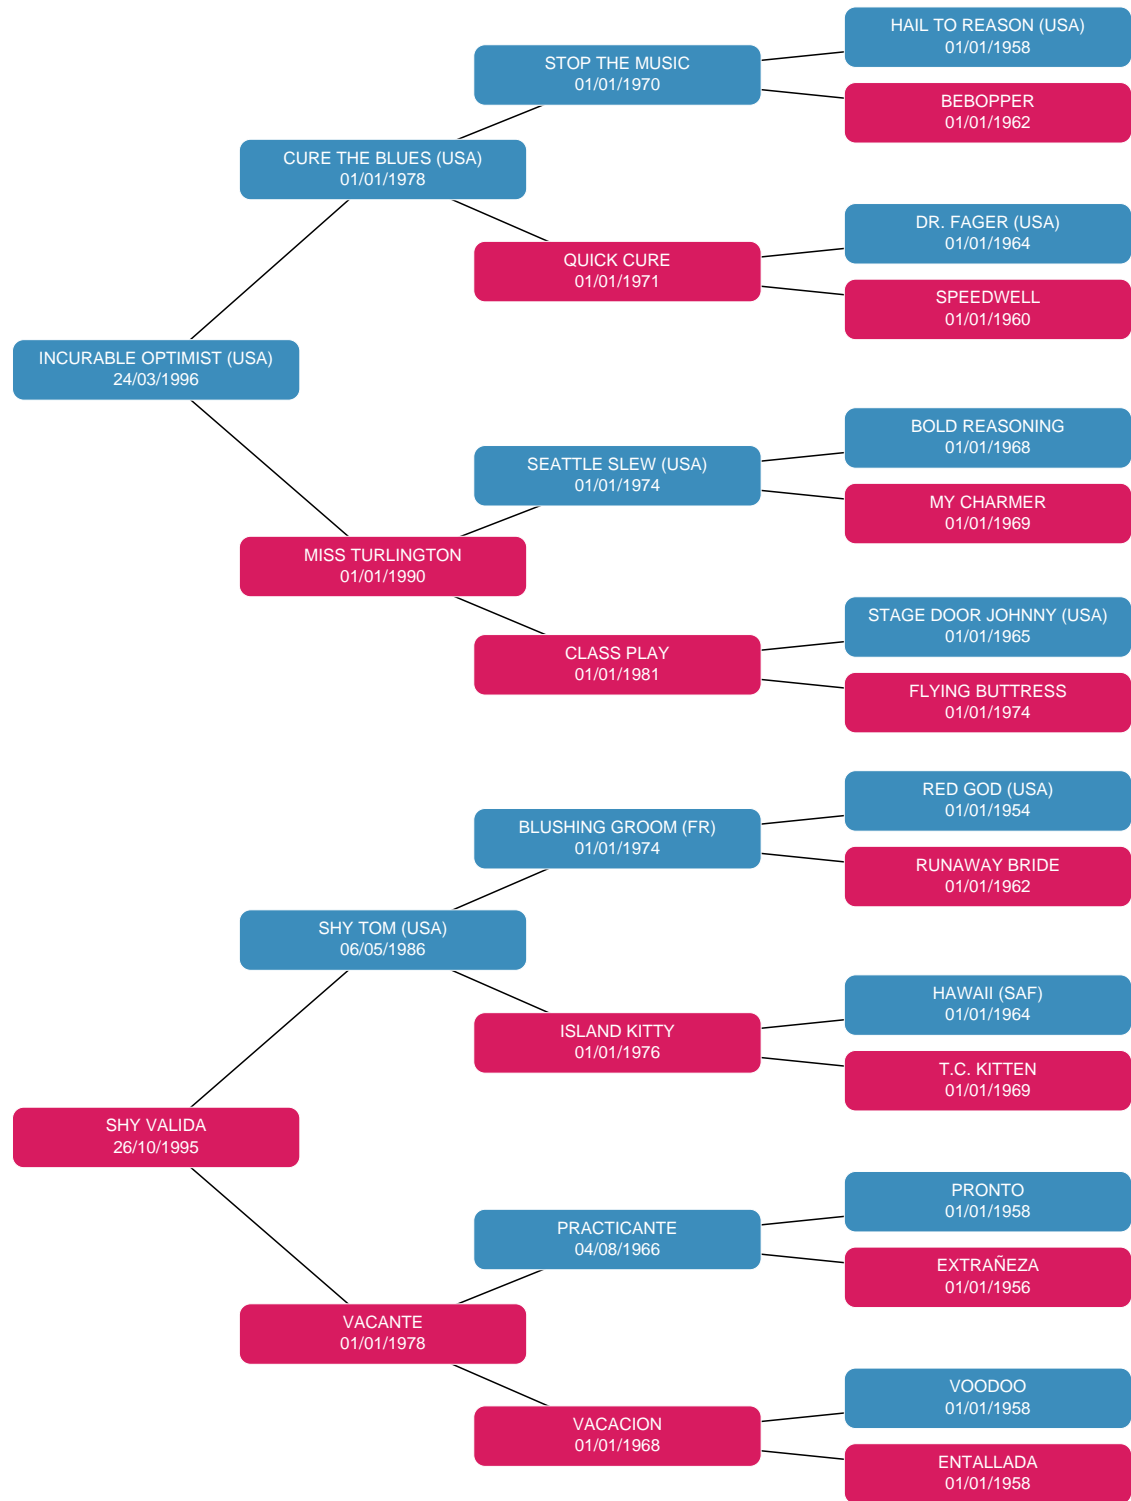 HAIL TO REASON (USA)
01/01/1958
STOP THE MUSIC
01/01/1970
BEBOPPER
01/01/1962
CURE THE BLUES (USA)
01/01/1978
DR. FAGER (USA)
01/01/1964
QUICK CURE
01/01/1971
SPEEDWELL
01/01/1960
INCURABLE OPTIMIST (USA)
24/03/1996
BOLD REASONING
01/01/1968
SEATTLE SLEW (USA)
01/01/1974
MY CHARMER
01/01/1969
MISS TURLINGTON
01/01/1990
STAGE DOOR JOHNNY (USA)
01/01/1965
CLASS PLAY
01/01/1981
FLYING BUTTRESS
01/01/1974
RED GOD (USA)
01/01/1954
BLUSHING GROOM (FR)
01/01/1974
RUNAWAY BRIDE
01/01/1962
SHY TOM (USA)
06/05/1986
HAWAII (SAF)
01/01/1964
ISLAND KITTY
01/01/1976
T.C. KITTEN
01/01/1969
SHY VALIDA
26/10/1995
PRONTO
01/01/1958
PRACTICANTE
04/08/1966
EXTRAÑEZA
01/01/1956
VACANTE
01/01/1978
VOODOO
01/01/1958
VACACION
01/01/1968
ENTALLADA
01/01/1958